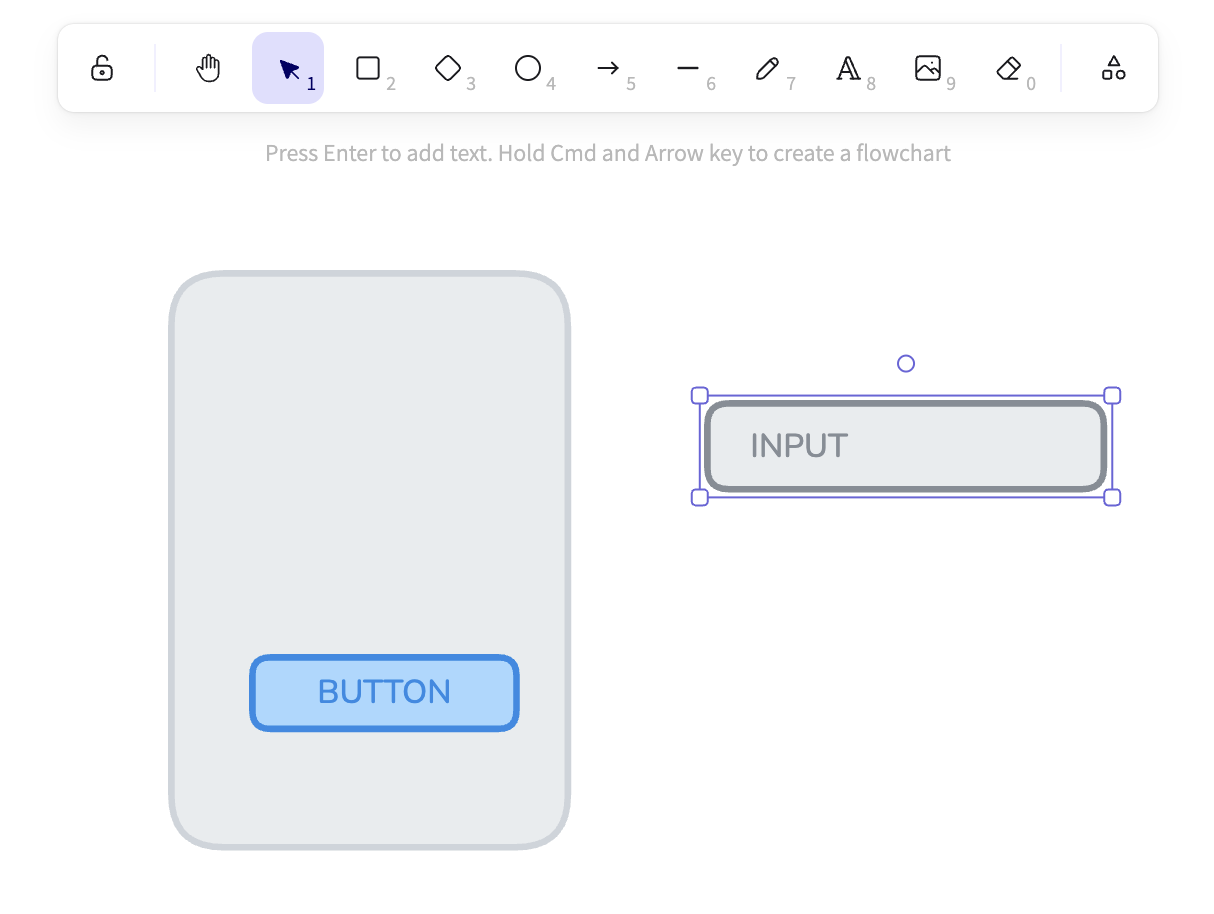 1 2 3 4 5 6 7 A 8 9 0
Press Enter to add text. Hold Cmd and Arrow key to create a flowchart
INPUT
BUTTON